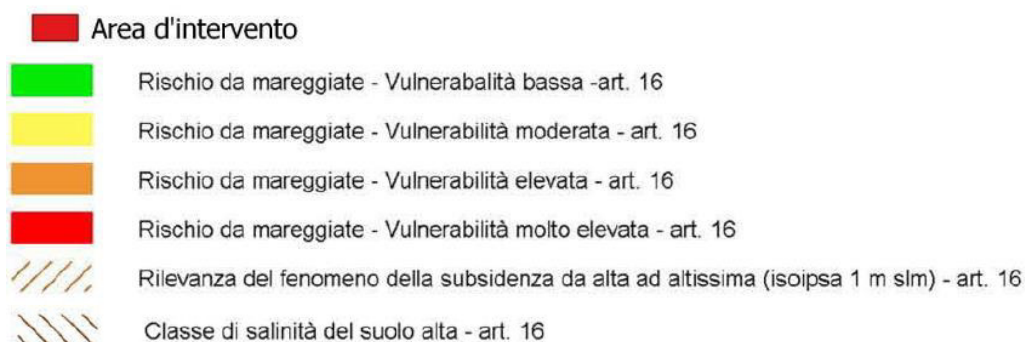 Area d'intervento
Rischio da mareggiate - Vulnerabalità bassa -art. 16
Rischio da mareggiate - Vulnerabilità moderata - art. 16
Rischio da mareggiate - Vulnerabilità elevata - art. 16
Rischio da mareggiate - Vulnerabilità molto elevata - art. 16
Rilevanza del fenomeno della subsidenza da alta ad altissima (isoipsa 1 m slm) - art. 16
Classe di salinità del suolo alta - art. 16